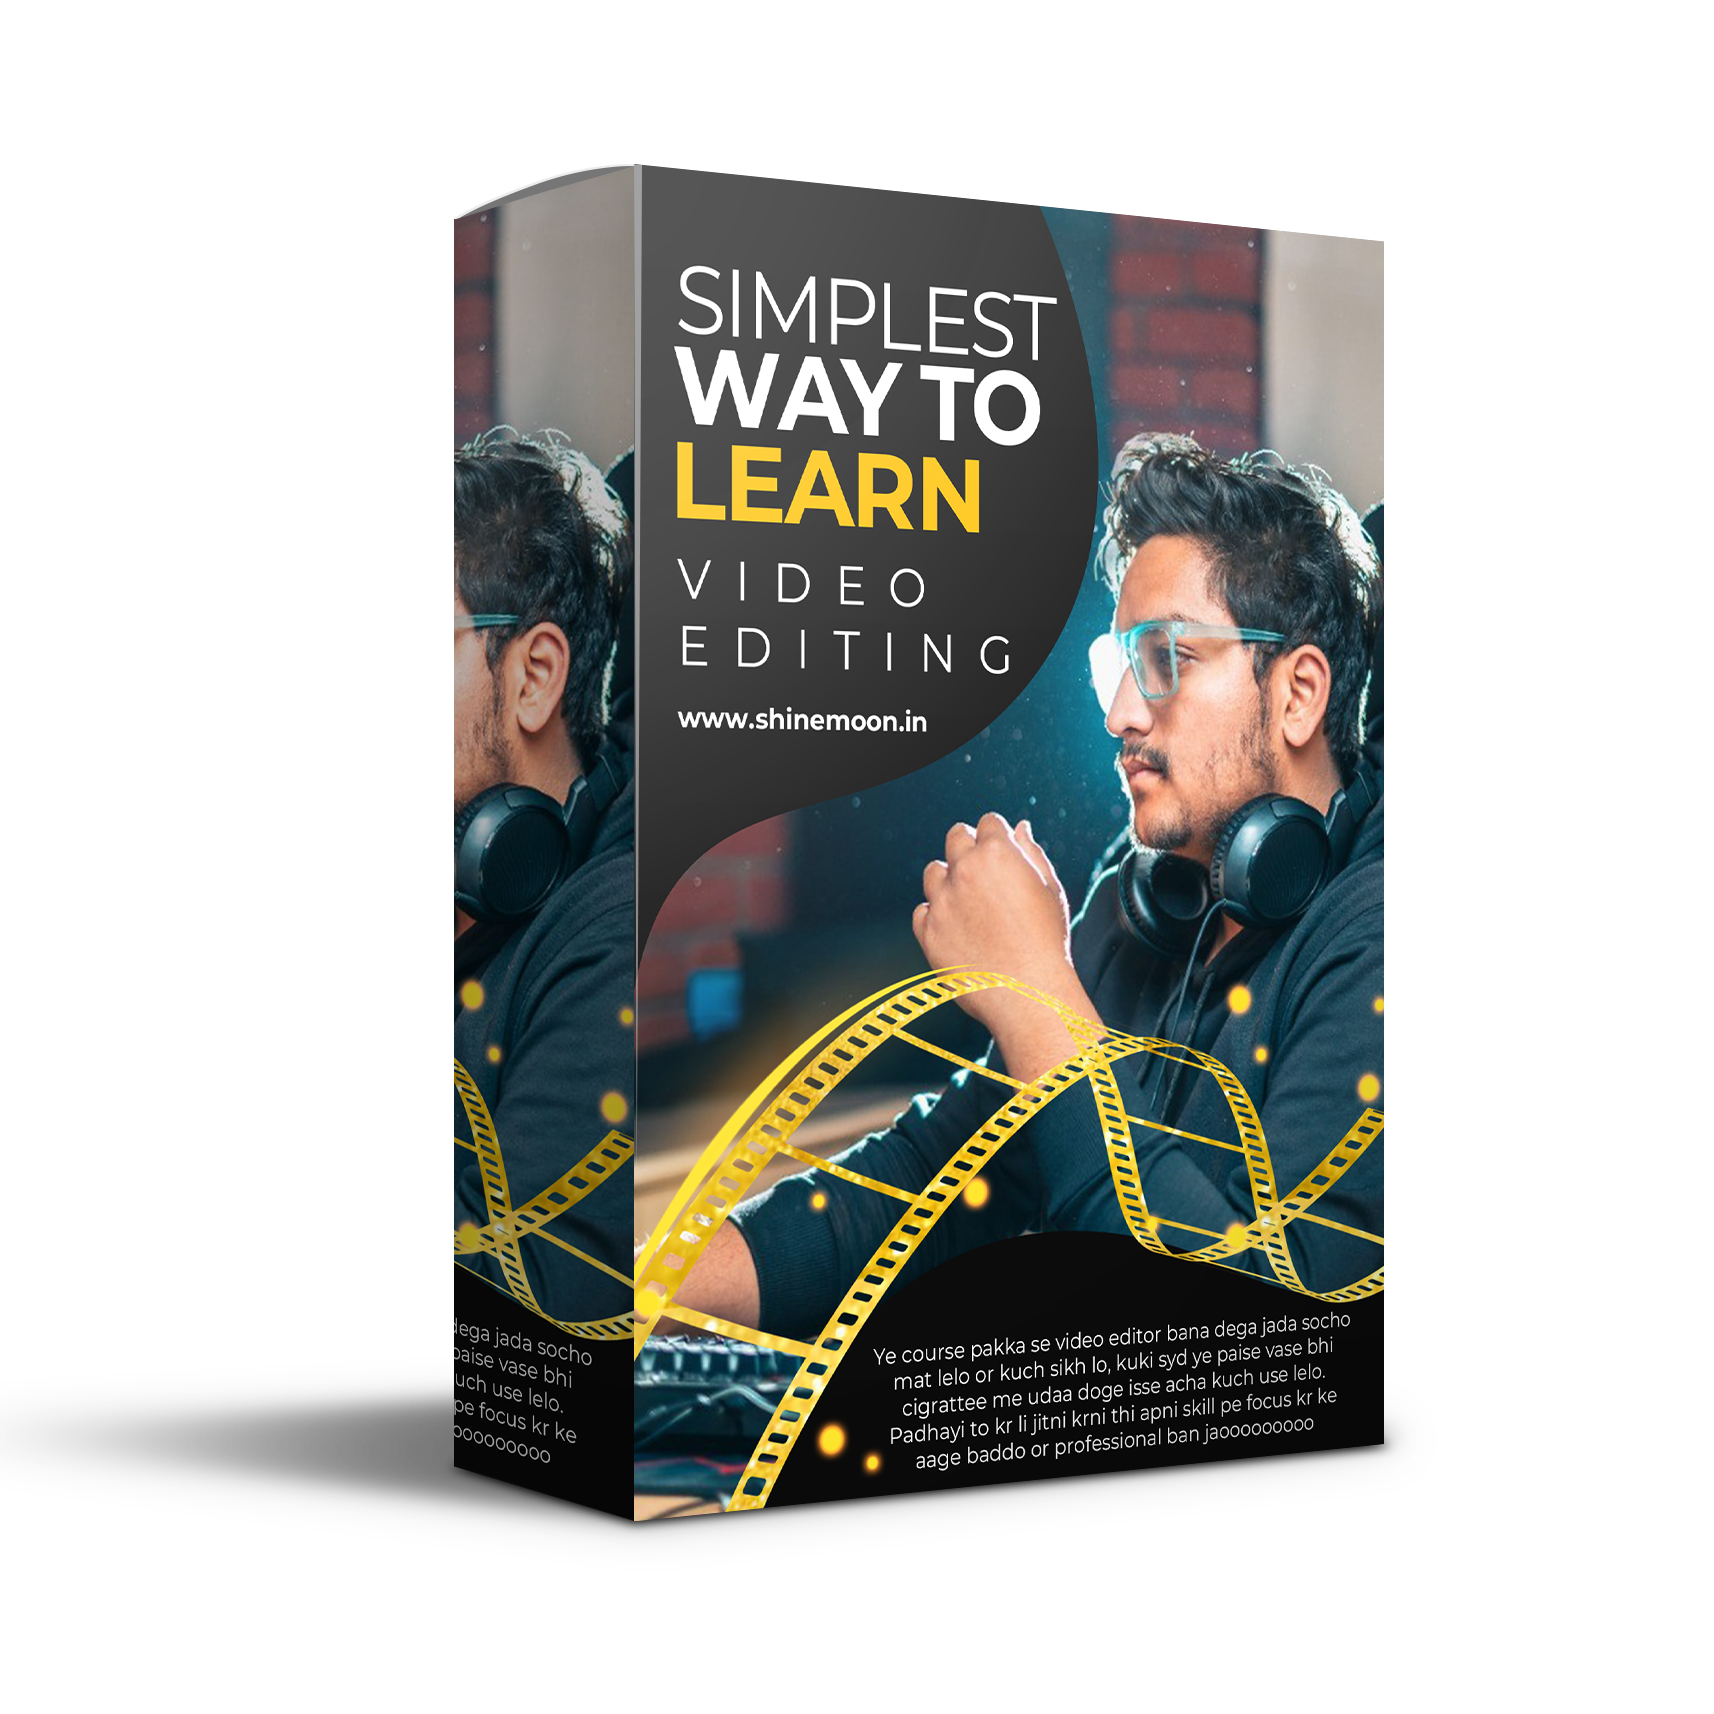 SIMPLEST
WAY TO
LEARN
VIDEO
EDITING
www.shinemoon.in
Ye course pakka se video editor bana dega jada socho
mat lelo or kuch sikh lo, kuki syd ye paise vase bhi
cigrattee me udaa doge isse acha kuch use lelo.
Padhayi to kr li jitni krni thi apni skill pe focus kr ke
aage baddo or professional ban jaooooooooo
dega jada socho
paise vase bhi
uch use lelo.
pe focus kr ke
ooooooooo